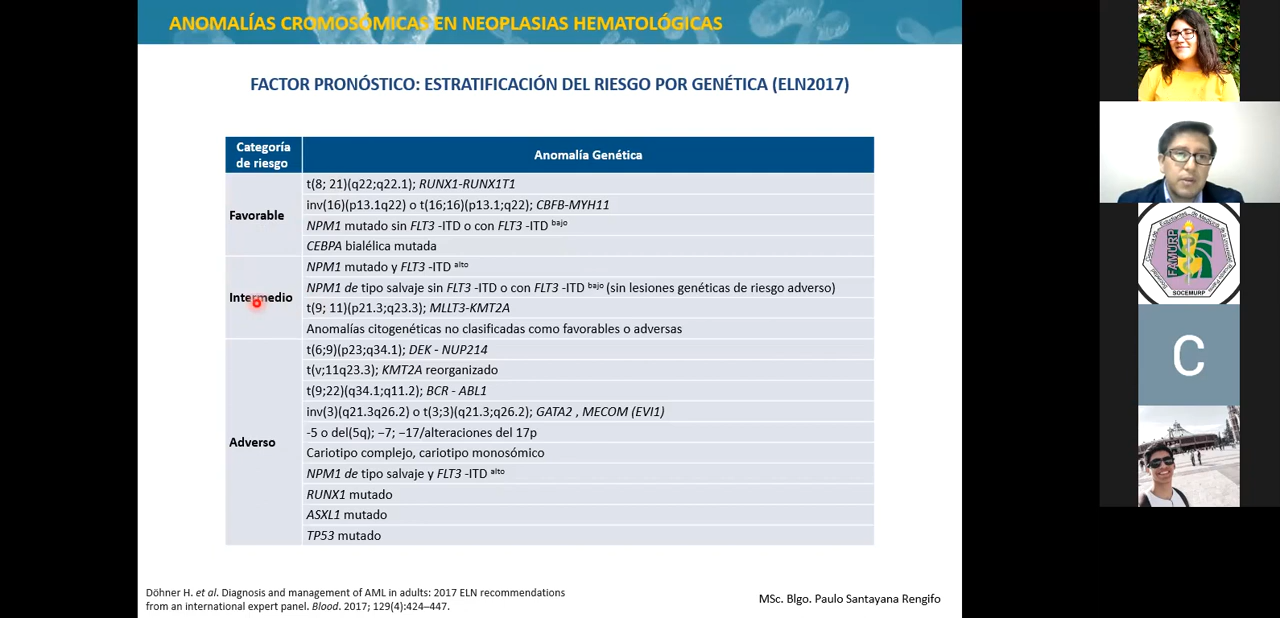 ANOMALÍAS CROMOSÓMICAS EN NEOPLASIAS HEMATOLÓGICAS
FACTOR PRONÓSTICO: ESTRATIFICACIÓN DEL RIESGO POR GENÉTICA (ELN2017)
Categoría de riesgo
Anomalía Genética
Favorable
t(8; 21)(q22;q22.1); RUNX1-RUNX1T1
inv(16)(p13.1q22) o t(16;16)(p13.1;q22); CBFB-MYH11
NPM1 mutado sin FLT3 -ITD o con FLT3 -ITD bajo
CEBPA bialélica mutada
Intermedio
NPM1 mutado y FLT3 -ITD alto
NPM1 de tipo salvaje sin FLT3 -ITD o con FLT3 -ITD bajo (sin lesiones genéticas de riesgo adverso)
t(9; 11)(p21.3;q23.3); MLLT3-KMT2A
Anomalías citogenéticas no clasificadas como favorables o adversas
Adverso
t(6;9)(p23;q34.1); DEK - NUP214
t(v;11q23.3); KMT2A reorganizado
t(9;22)(q34.1;q11.2); BCR - ABL1
inv(3)(q21.3q26.2) o t(3;3)(q21.3;q26.2); GATA2 , MECOM (EVI1)
-5 o del(5q); −7; −17/alteraciones del 17p
Cariotipo complejo, cariotipo monosómico
NPM1 de tipo salvaje y FLT3 -ITD alto
RUNX1 mutado
ASXL1 mutado
TP53 mutado
Döhner H. et al. Diagnosis and management of AML in adults: 2017 ELN recommendations
from an international expert panel. Blood. 2017; 129(4):424–447.
MSc. Blgo. Paulo Santayana Rengifo
FAMURP
SOCEMURP
C